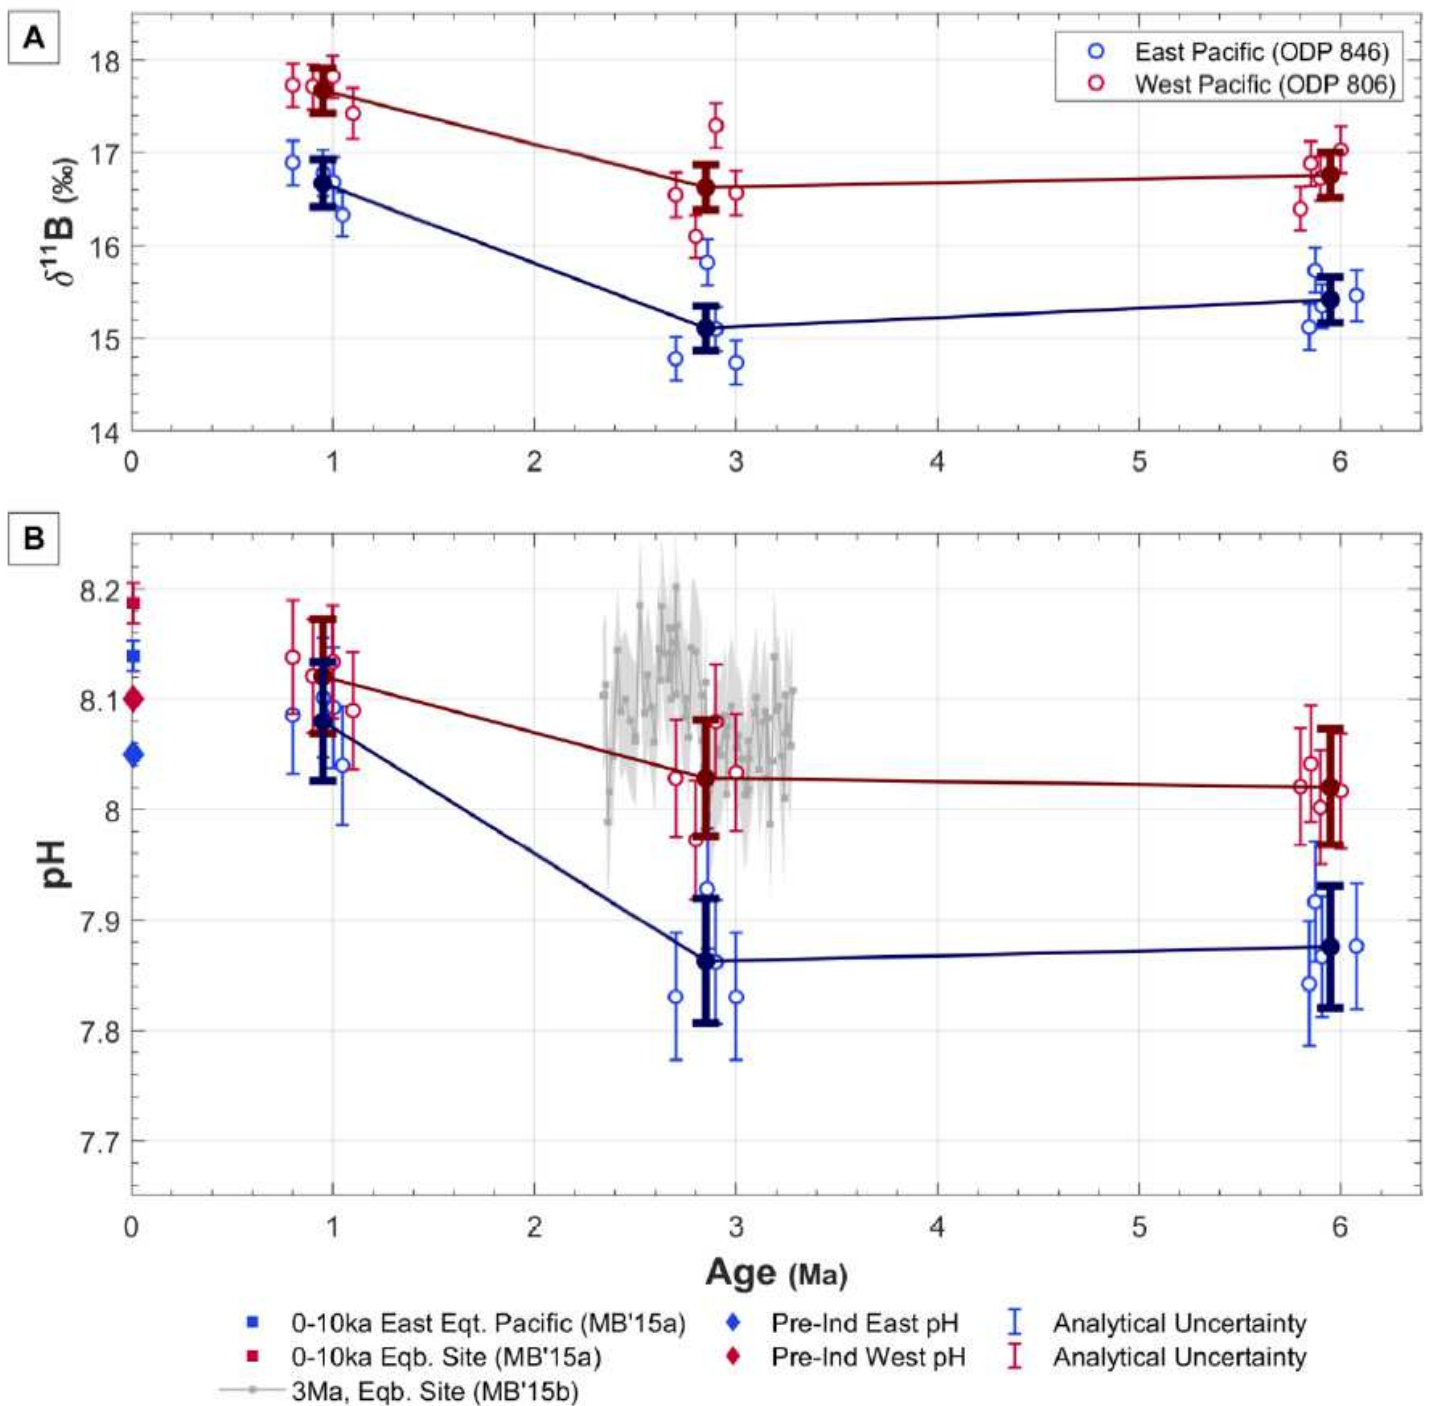 A
East Pacific (ODP 846)
West Pacific (ODP 806)
δ¹¹B (‰)
18
17
16
15
14
0 1 2 3 4 5 6
B
pH
8.2
8.1
8
7.9
7.8
7.7
0 1 2 3 4 5 6
Age (Ma)
0-10ka East Eqt. Pacific (MB'15a) Pre-Ind East pH Analytical Uncertainty
0-10ka Eqb. Site (MB'15a) Pre-Ind West pH Analytical Uncertainty
3Ma, Eqb. Site (MB'15b)